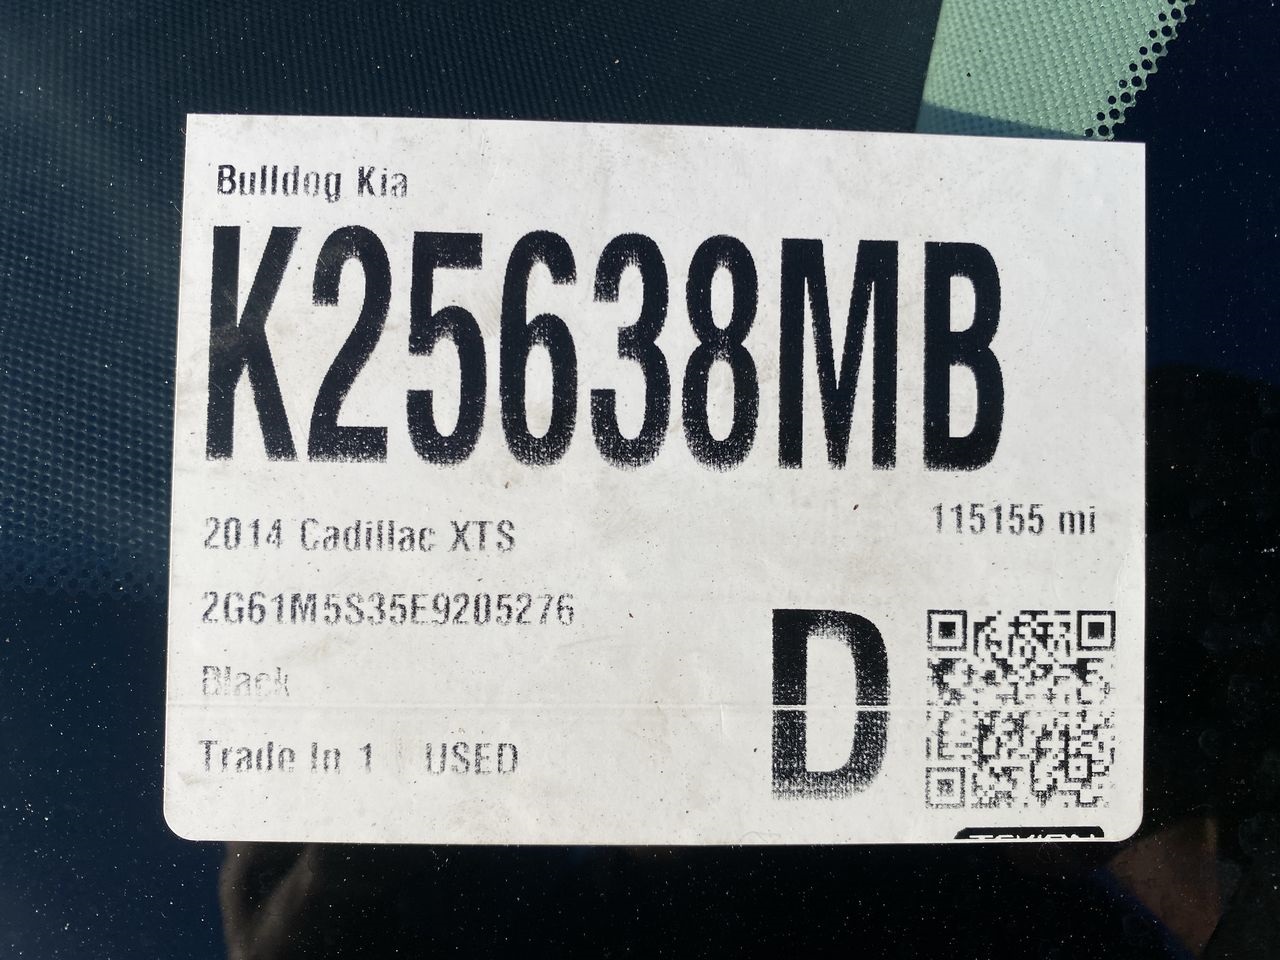 Bulldog Kia
K25638MB
2014 Cadillac XTS
115155 mi
2G61M5S35E9205276
Black
D
Trade In 1 USED